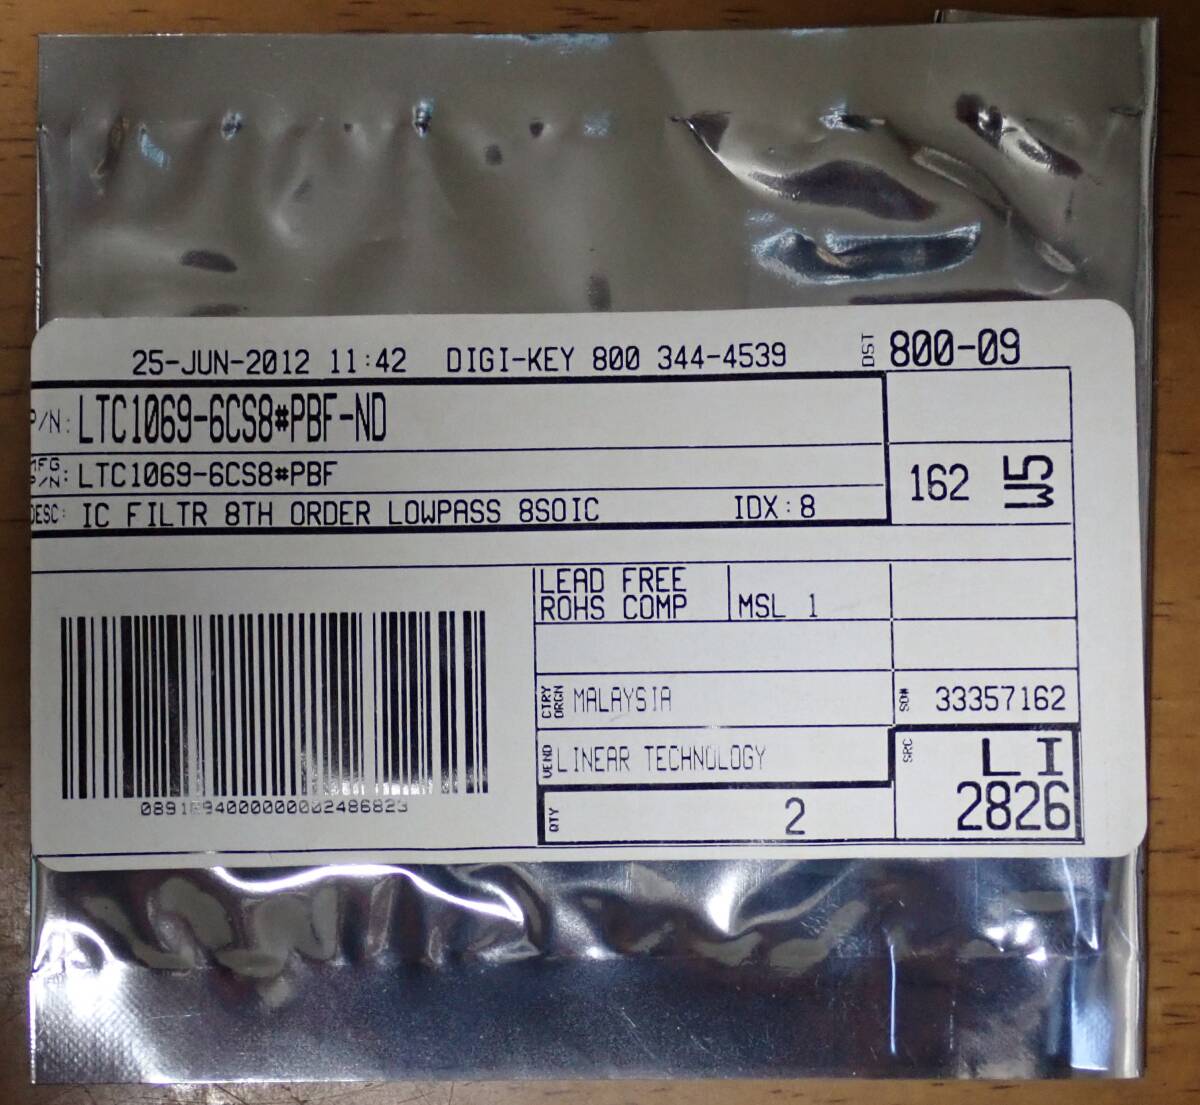 25-JUN-2012 11:42 DIGI-KEY 800 344-4539 DST 800-09
P/N: LTC1069-6CS8#PBF-ND
MFG P/N: LTC1069-6CS8#PBF
162 W5
DESC: IC FILTR 8TH ORDER LOWPASS 8SOIC IDX:8
LEAD FREE
ROHS COMP MSL 1
CTRY ORGN MALAYSIA
SO# 33357162
VEND LINEAR TECHNOLOGY
SRC LI
2826
QTY 2